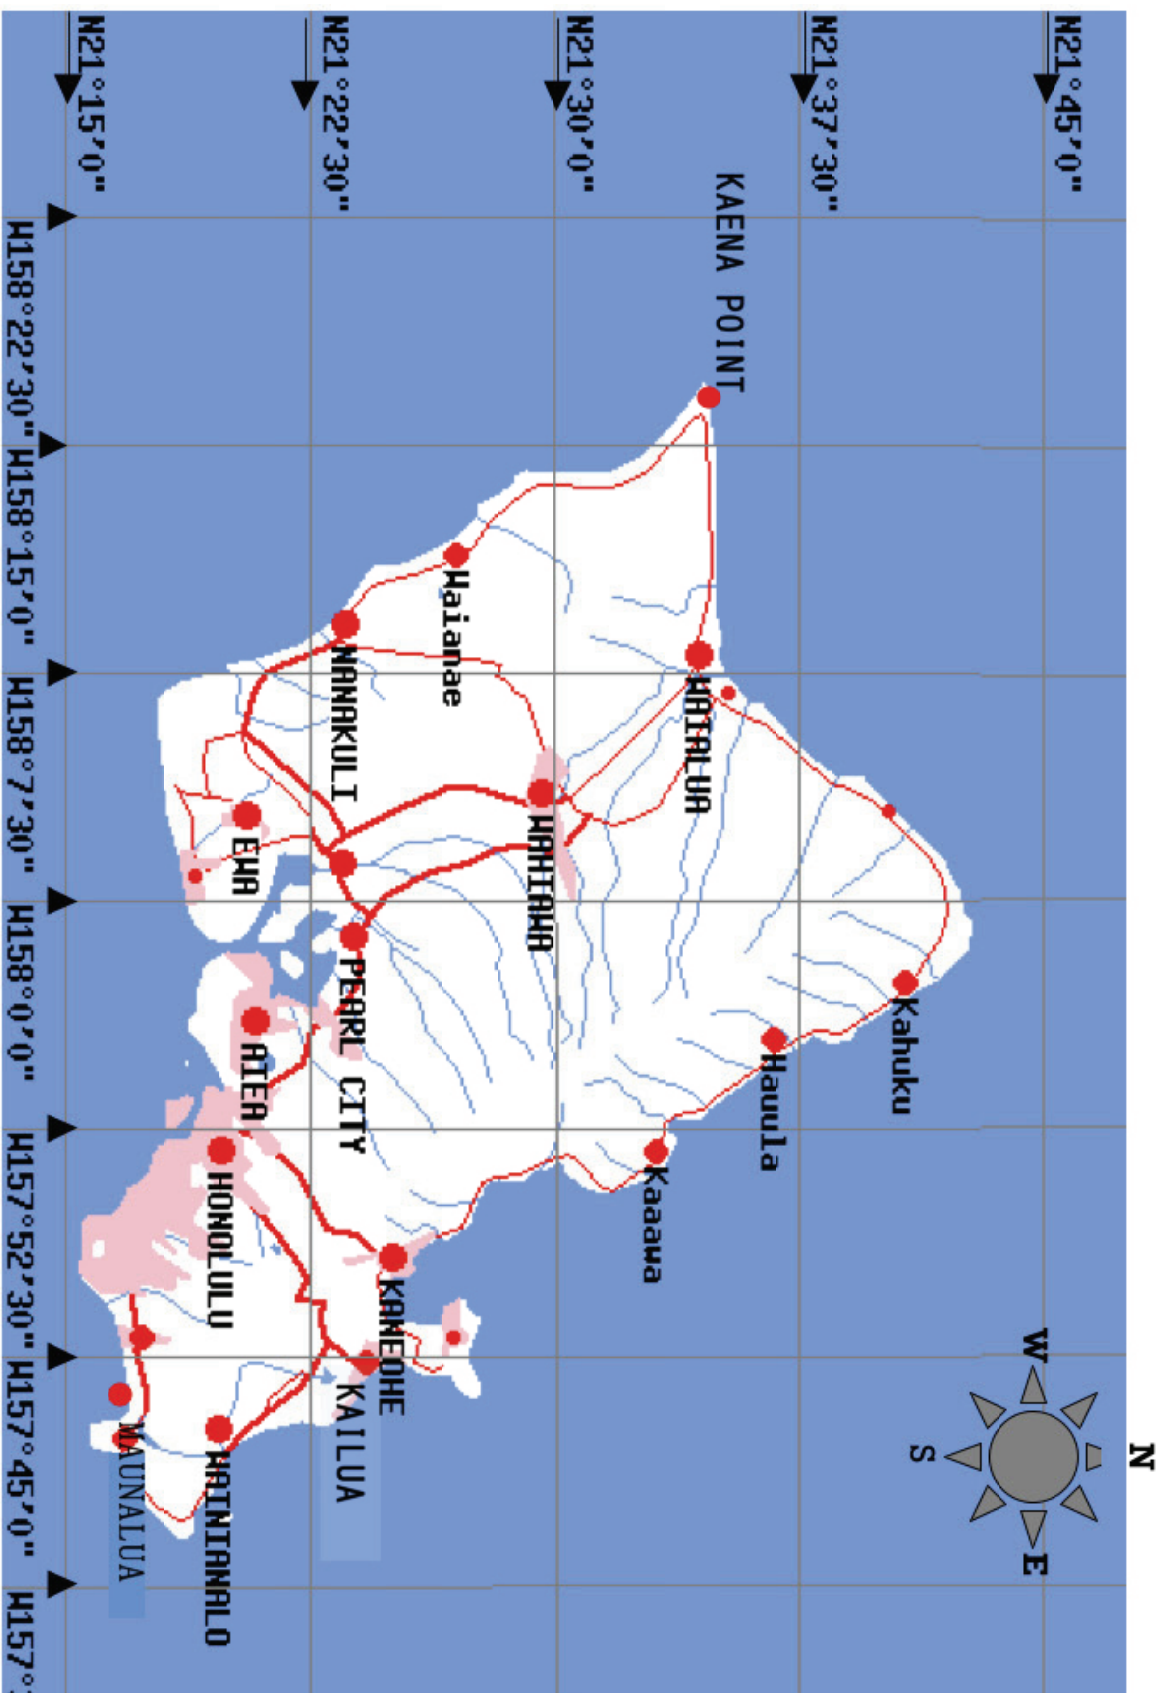 N
N21°45'0"
W
E
Kahuku
S
N21°37'30"
Hauula
KAENA POINT
WAIALUA
Kaaawa
N21°30'0"
WAHIAWA
Waianae
KANEOHE
N21°22'30"
NANAKULI
PEARL CITY
KAILUA
EWA
AIEA
HONOLULU
WAINIANALO
MAUNALUA
N21°15'0"
W158°22'30" W158°15'0" W158°7'30" W158°0'0" W157°52'30" W157°45'0"